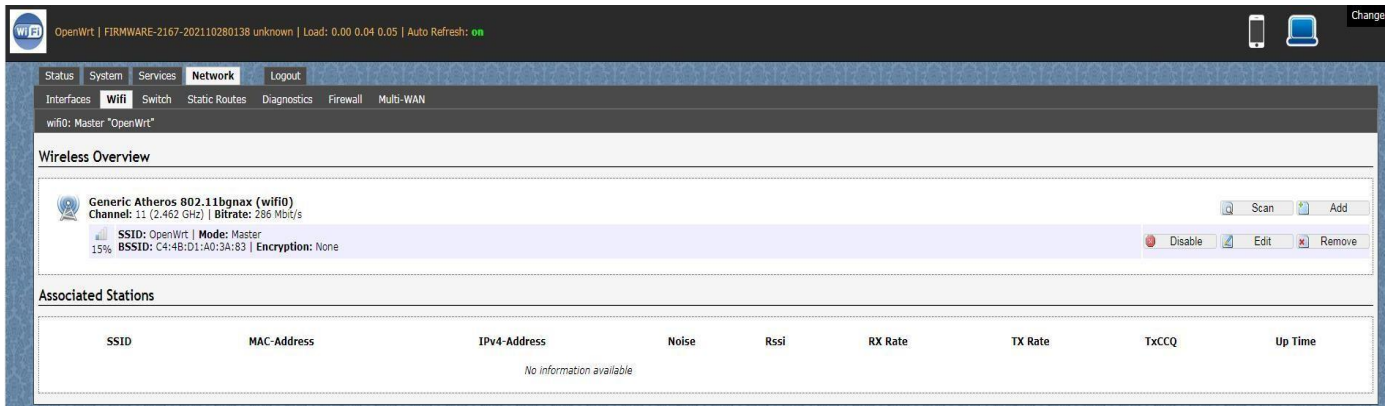 Change
WiFi
OpenWrt | FIRMWARE-2167-202110280138 unknown | Load: 0.00 0.04 0.05 | Auto Refresh: on
Status System Services Network Logout
Interfaces Wifi Switch Static Routes Diagnostics Firewall Multi-WAN
wifi0: Master "OpenWrt"
Wireless Overview
Generic Atheros 802.11bgnax (wifi0)
Channel: 11 (2.462 GHz) | Bitrate: 286 Mbit/s
Scan Add
SSID: OpenWrt | Mode: Master
15% BSSID: C4:4B:D1:A0:3A:83 | Encryption: None
Disable Edit Remove
Associated Stations
SSID MAC-Address IPv4-Address Noise Rssi RX Rate TX Rate TxCCQ Up Time
No information available